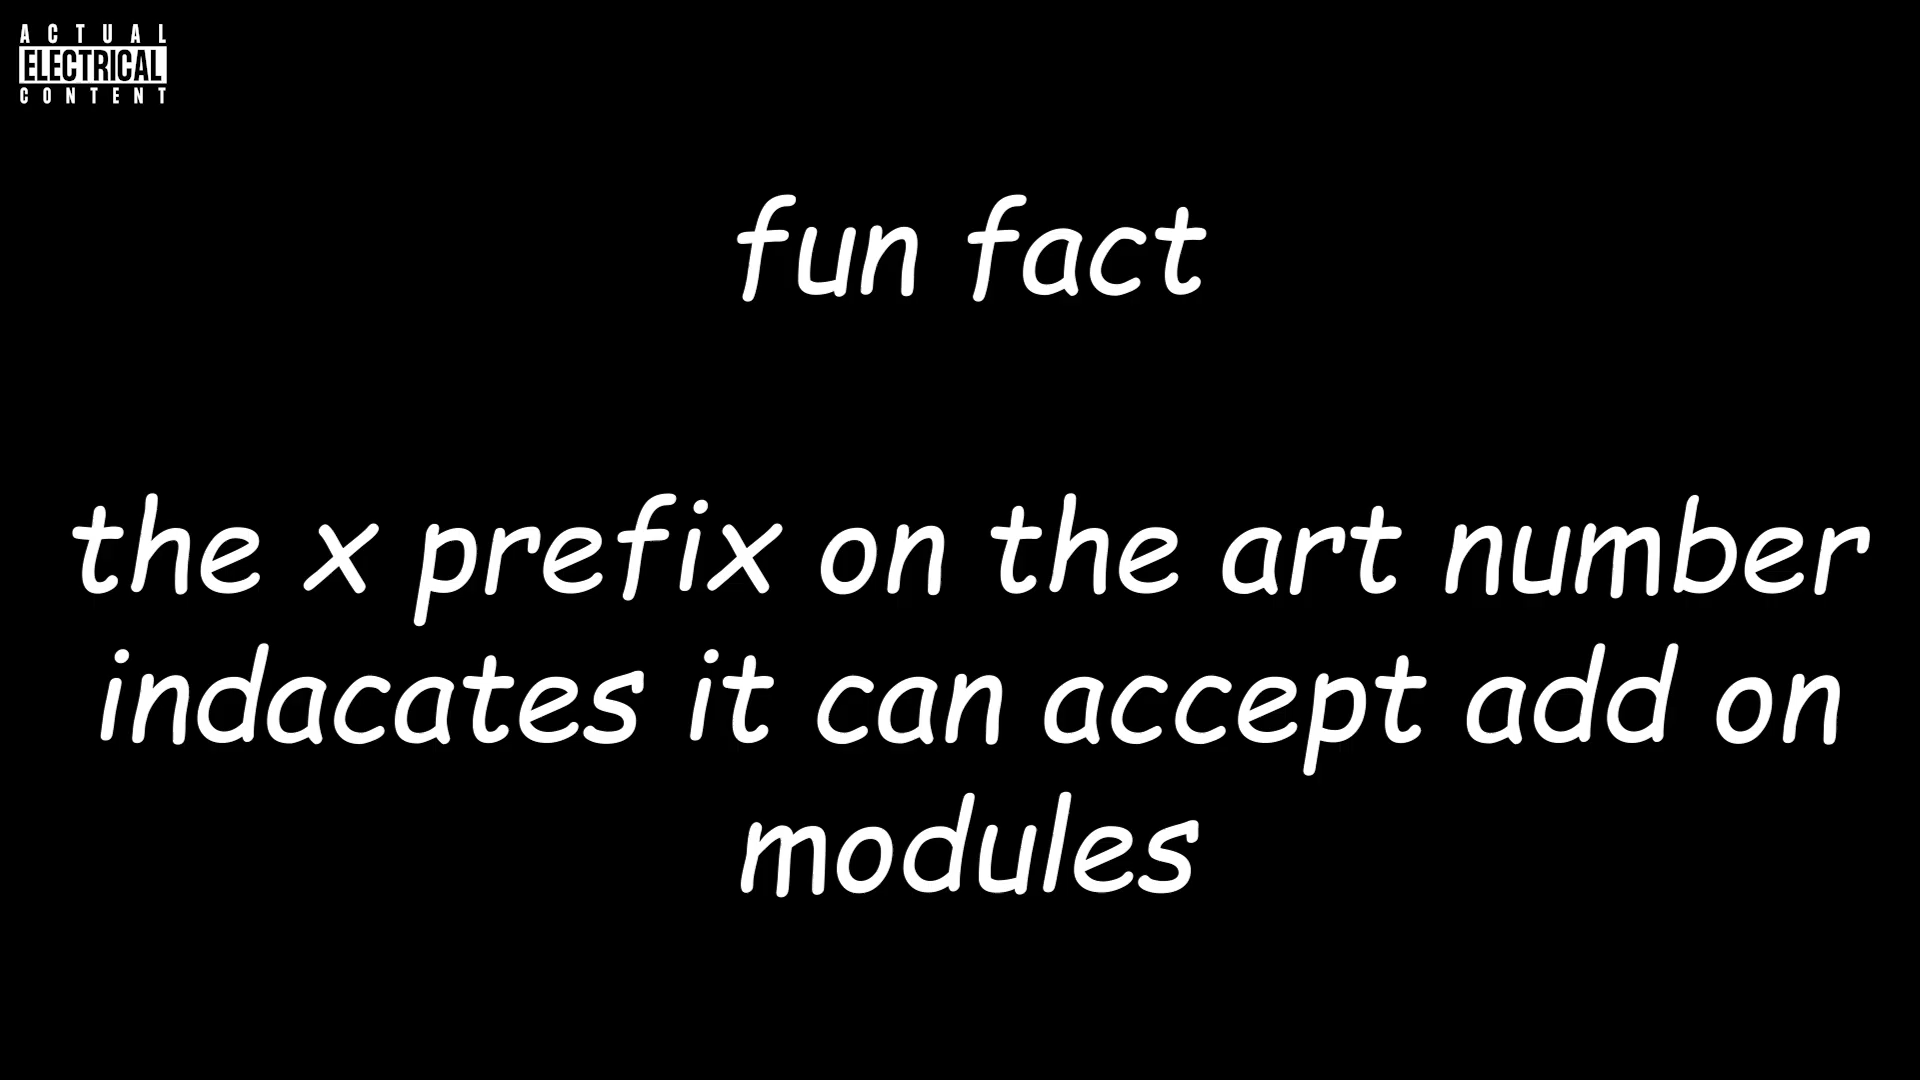 ACTUAL
ELECTRICAL
CONTENT
fun fact
the x prefix on the art number
indacates it can accept add on
modules